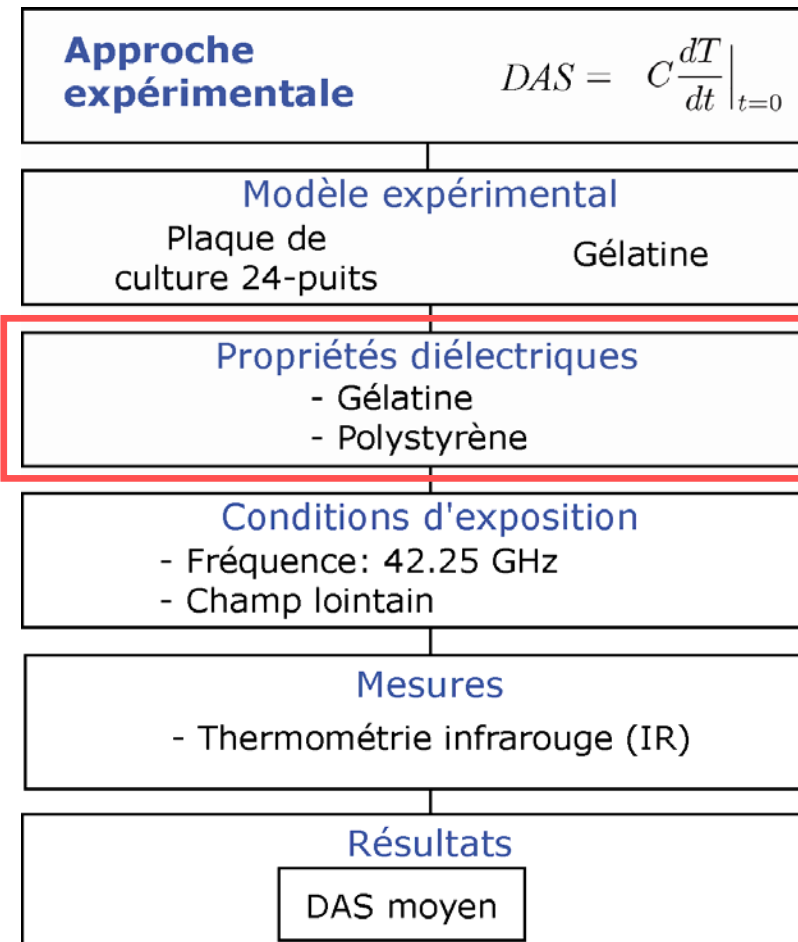 Approche
expérimentale
DAS = C dT/dt |t=0
Modèle expérimental
Plaque de
culture 24-puits
Gélatine
Propriétés diélectriques
- Gélatine
- Polystyrène
Conditions d'exposition
- Fréquence: 42.25 GHz
- Champ lointain
Mesures
- Thermométrie infrarouge (IR)
Résultats
DAS moyen